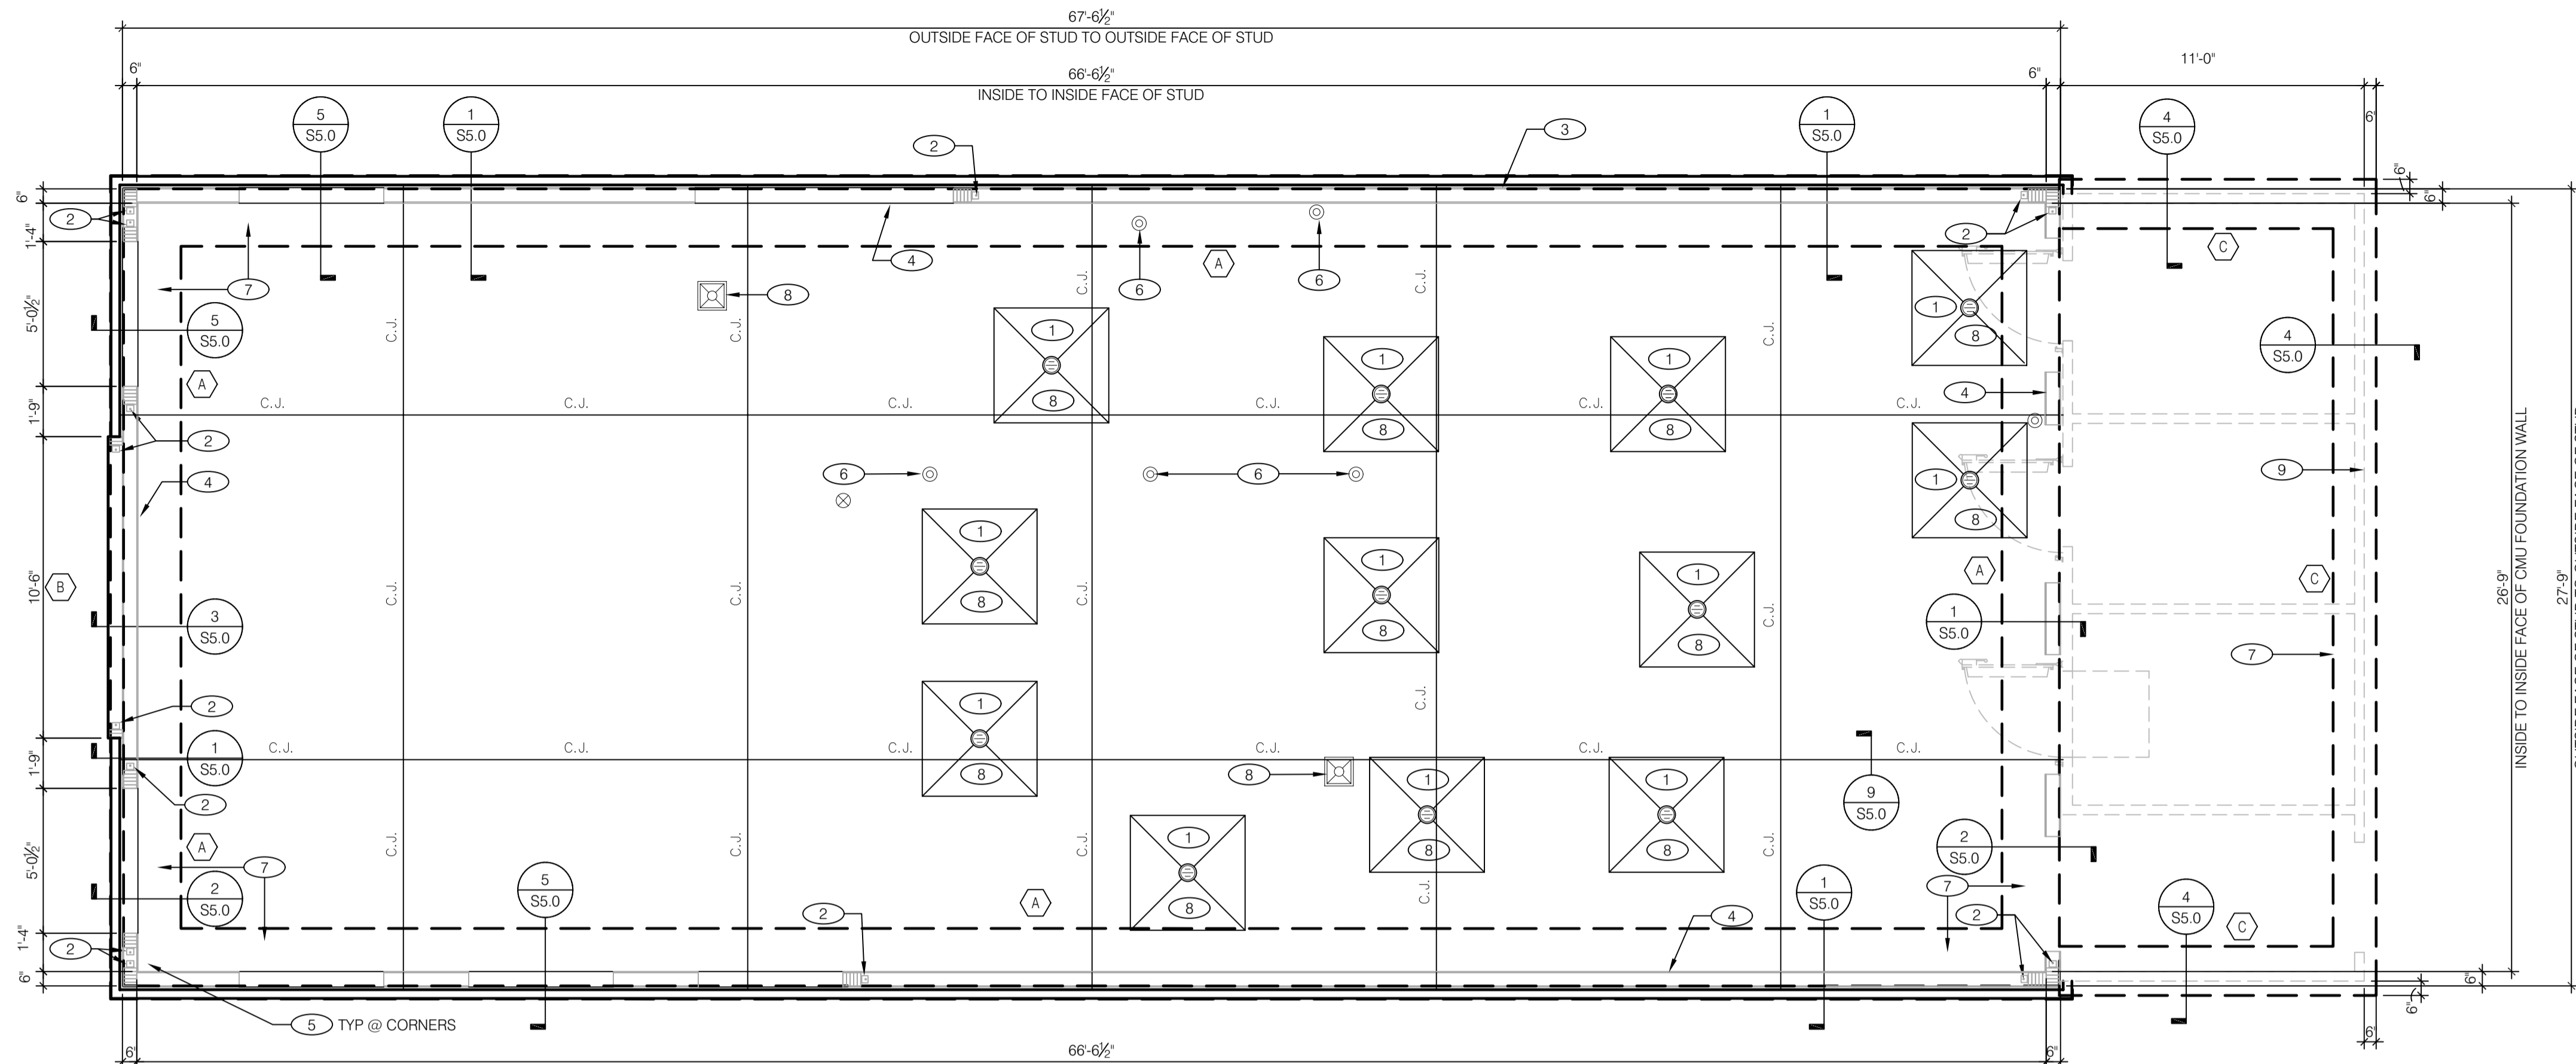 67'-6½"
OUTSIDE FACE OF STUD TO OUTSIDE FACE OF STUD
6"
66'-6½"
INSIDE TO INSIDE FACE OF STUD
6"
11'-0"
6"
5
S5.0
1
S5.0
2
3
1
S5.0
4
S5.0
6"
6"
6"
2
1'-4"
7
4
6
A
6
2
C
C.J.
C.J.
5'-0½"
5
S5.0
8
C.J.
C.J.
C.J.
1
1
1
1
8
4
S5.0
A
8
8
8
4
C.J.
C.J.
C.J.
C.J.
C.J.
C.J.
1'-9"
2
4
6
6
1
8
9
INSIDE TO INSIDE FACE OF CMU FOUNDATION WALL
26'-9"
27'-9"
10'-6"
B
C.J.
C.J.
C.J.
C.J.
1
8
1
8
1
8
A
C
3
S5.0
1
S5.0
7
2
1
8
C.J.
1'-9"
1
S5.0
C.J.
C.J.
C.J.
C.J.
C.J.
C.J.
2
8
1
1
9
S5.0
5'-0½"
A
7
C.J.
C.J.
C.J.
C.J.
C.J.
1
8
8
8
2
S5.0
2
S5.0
5
S5.0
A
2
4
1
S5.0
7
2
4
S5.0
C
1'-4"
2
6"
6"
6"
5
TYP @ CORNERS
6"
66'-6½"
6"
6"